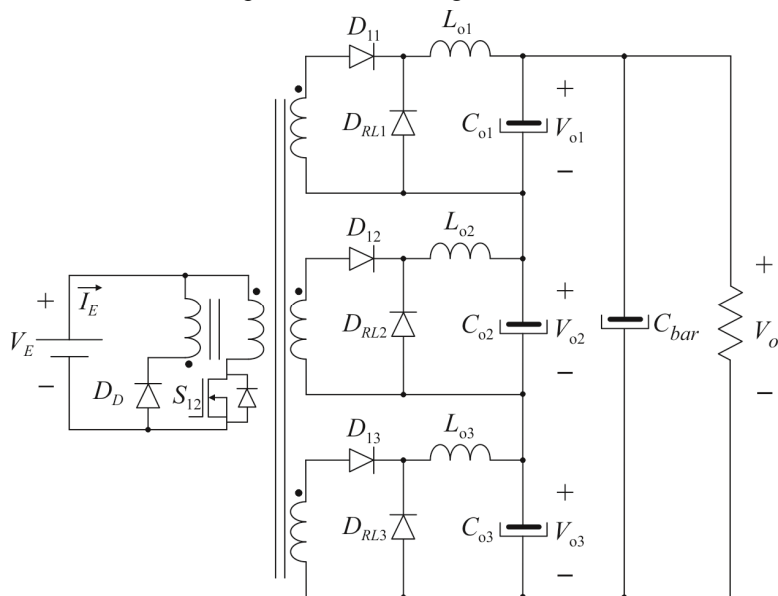 D11
Lo1
+
DRL1
Co1
Vo1
−
D12
Lo2
+
IE
+
VE
−
DD
S12
DRL2
Co2
Vo2
−
Cbar
+
Vo
−
D13
Lo3
+
DRL3
Co3
Vo3
−